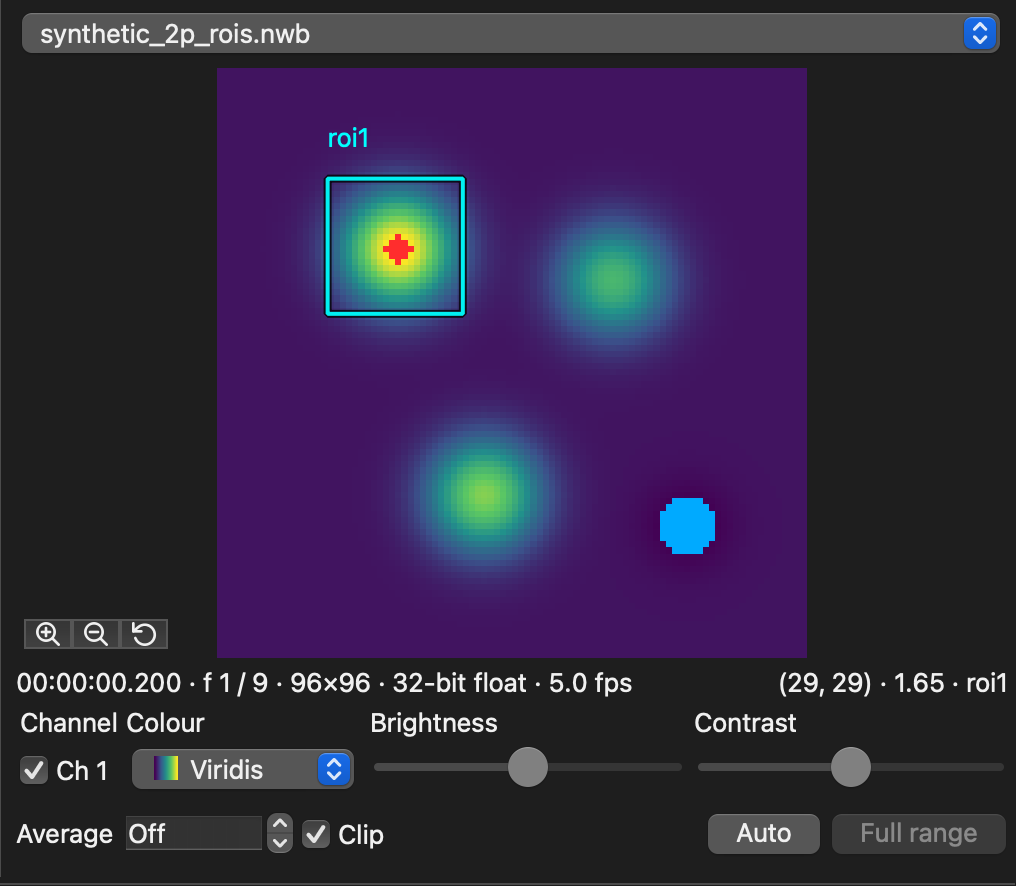 synthetic_2p_rois.nwb
roi1
00:00:00.200 · f 1 / 9 · 96×96 · 32-bit float · 5.0 fps (29, 29) · 1.65 · roi1
Channel Colour Brightness Contrast
Ch 1 Viridis
Average Off Clip Auto Full range